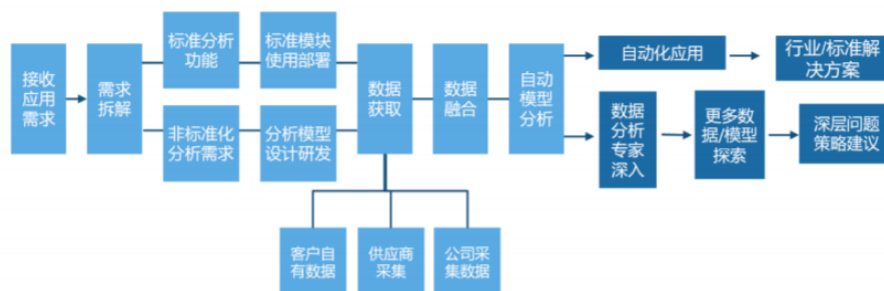 接收
应用
需求
需求
拆解
标准分析
功能
标准模块
使用部署
非标准化
分析需求
分析模型
设计研发
数据
获取
数据
融合
自动
模型
分析
自动化应用
行业/标准解
决方案
数据
分析
专家
深入
更多数
据/模型
探索
深层问题
策略建议
客户自
有数据
供应商
采集
公司采
集数据